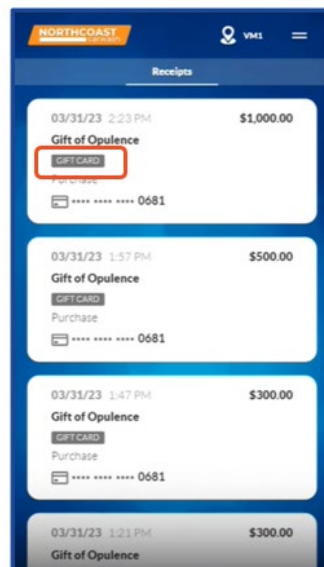 NORTHCOAST
CAR WASH
VM1
Receipts
03/31/23 2:23 PM $1,000.00
Gift of Opulence
GIFT CARD
Purchase
•••• •••• •••• 0681
03/31/23 1:57 PM $500.00
Gift of Opulence
GIFT CARD
Purchase
•••• •••• •••• 0681
03/31/23 1:47 PM $300.00
Gift of Opulence
GIFT CARD
Purchase
•••• •••• •••• 0681
03/31/23 1:21 PM $300.00
Gift of Opulence